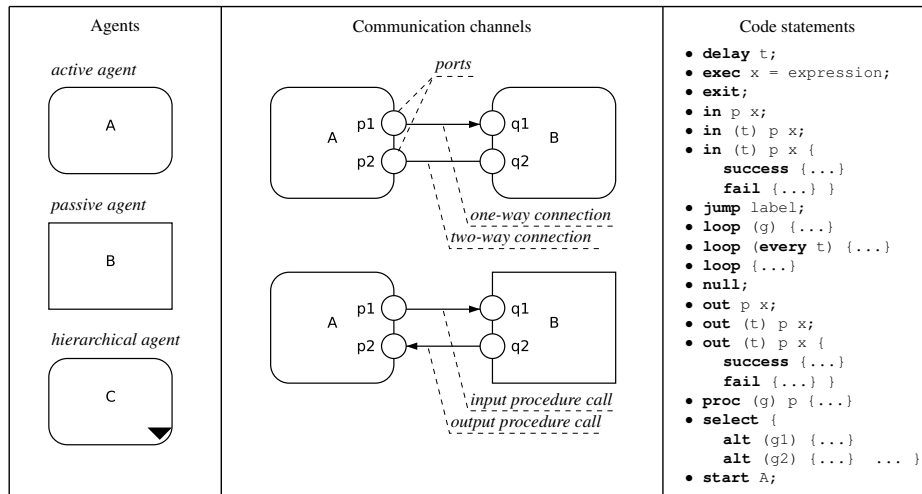 Agents
active agent
A
passive agent
B
hierarchical agent
C
Communication channels
ports
A
p1
p2
q1
q2
B
one-way connection
two-way connection
A
p1
p2
q1
q2
B
input procedure call
output procedure call
Code statements
• delay t;
• exec x = expression;
• exit;
• in p x;
• in (t) p x;
• in (t) p x {
success {...}
fail {...} }
• jump label;
• loop (g) {...}
• loop (every t) {...}
• loop {...}
• null;
• out p x;
• out (t) p x;
• out (t) p x {
success {...}
fail {...} }
• proc (g) p {...}
• select {
alt (g1) {...}
alt (g2) {...} ... }
• start A;